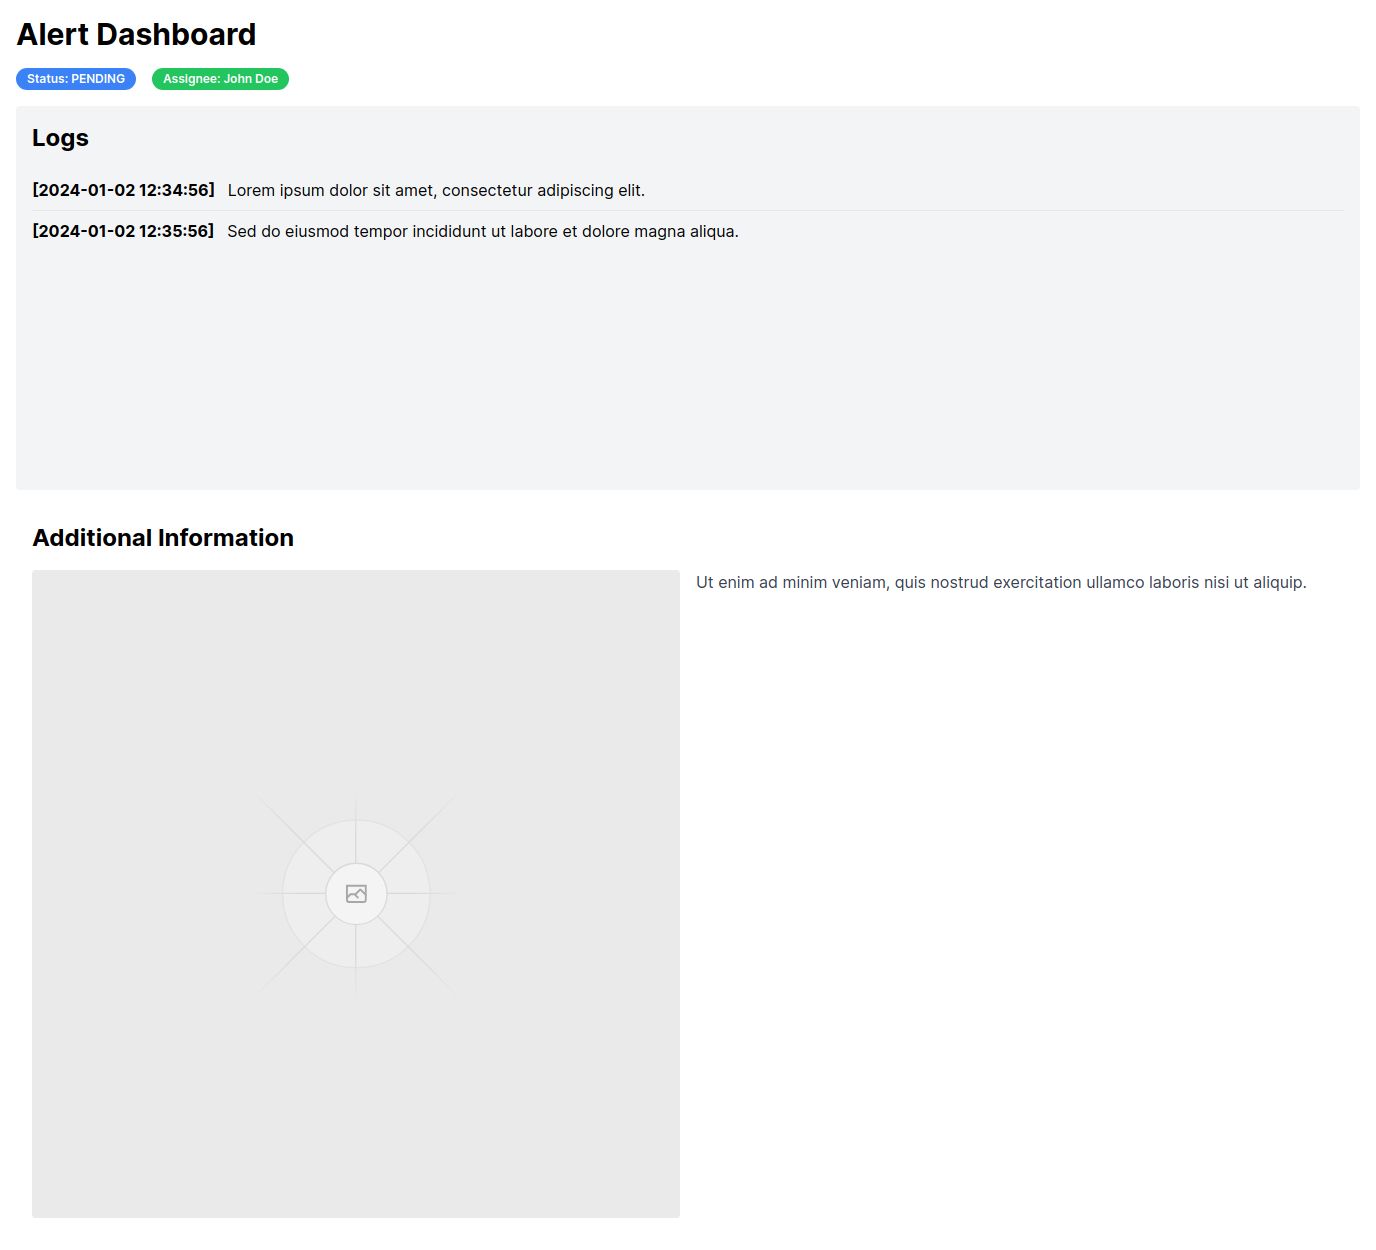 Alert Dashboard
Status: PENDING
Assignee: John Doe
Logs
[2024-01-02 12:34:56] Lorem ipsum dolor sit amet, consectetur adipiscing elit.
[2024-01-02 12:35:56] Sed do eiusmod tempor incididunt ut labore et dolore magna aliqua.
Additional Information
Ut enim ad minim veniam, quis nostrud exercitation ullamco laboris nisi ut aliquip.